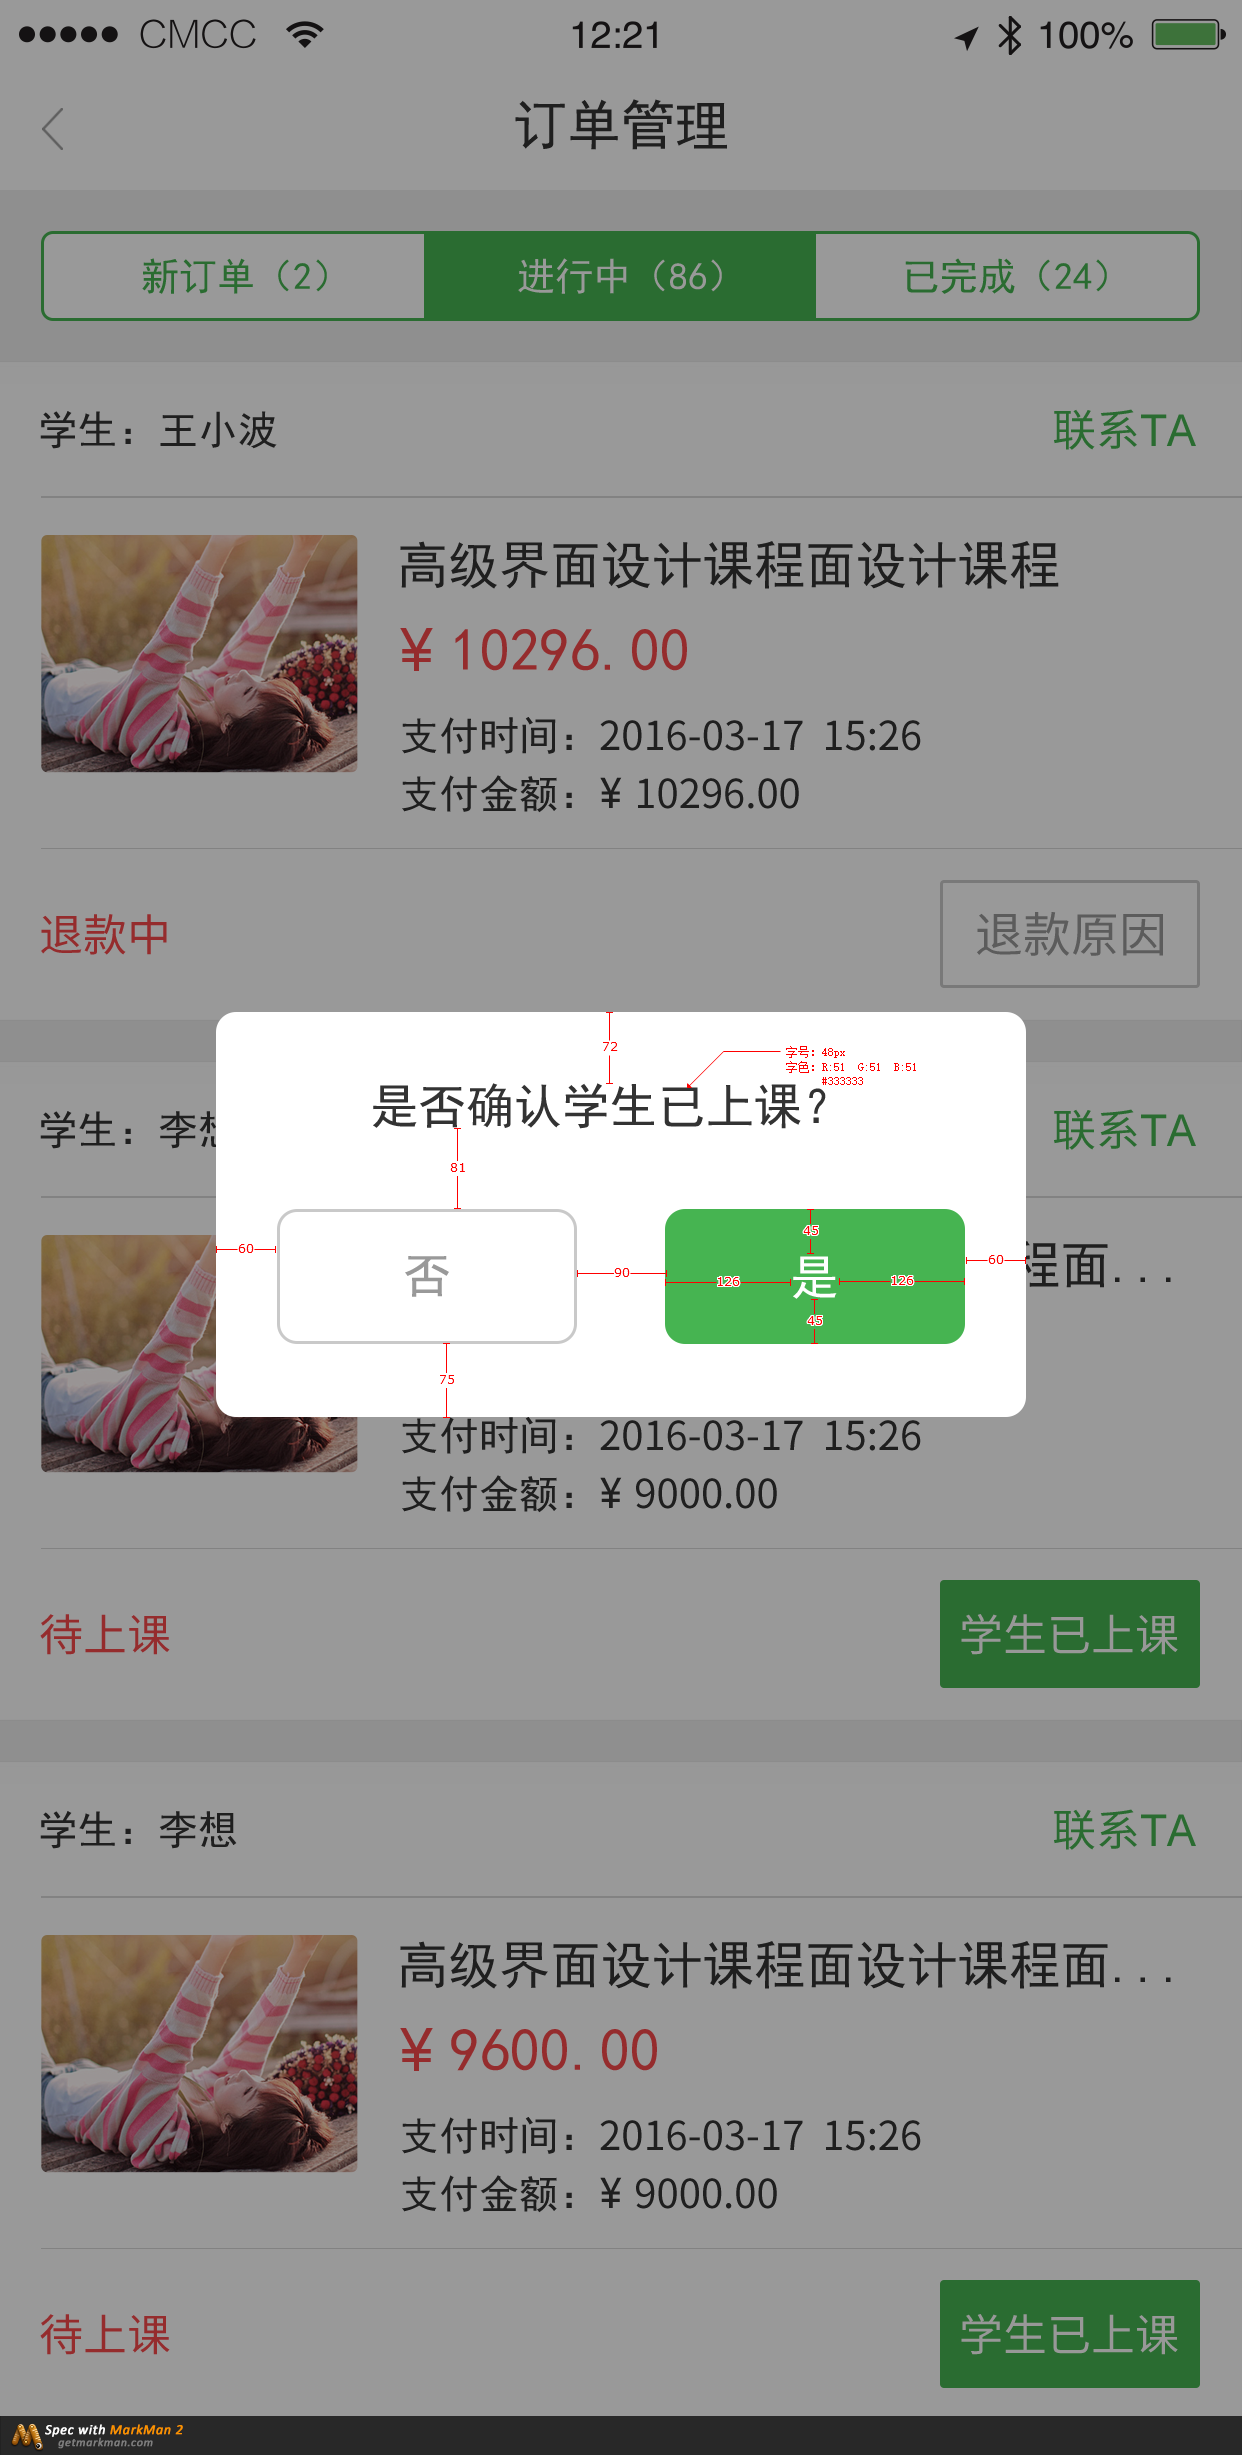 CMCC 12:21 100%
订单管理
新订单（2） 进行中（86） 已完成（24）
学生：王小波 联系TA
高级界面设计课程面设计课程
¥ 10296.00
支付时间：2016-03-17 15:26
支付金额：¥ 10296.00
退款中 退款原因
72
字号：48px
字色：R:51 G:51 B:51
#333333
是否确认学生已上课?
学生：李想 联系TA
81
60 否 90 126 45 是 45 126 60
75
程面...
支付时间：2016-03-17 15:26
支付金额：¥ 9000.00
待上课 学生已上课
学生：李想 联系TA
高级界面设计课程面设计课程面...
¥ 9600.00
支付时间：2016-03-17 15:26
支付金额：¥ 9000.00
待上课 学生已上课
Spec with MarkMan 2
getmarkman.com